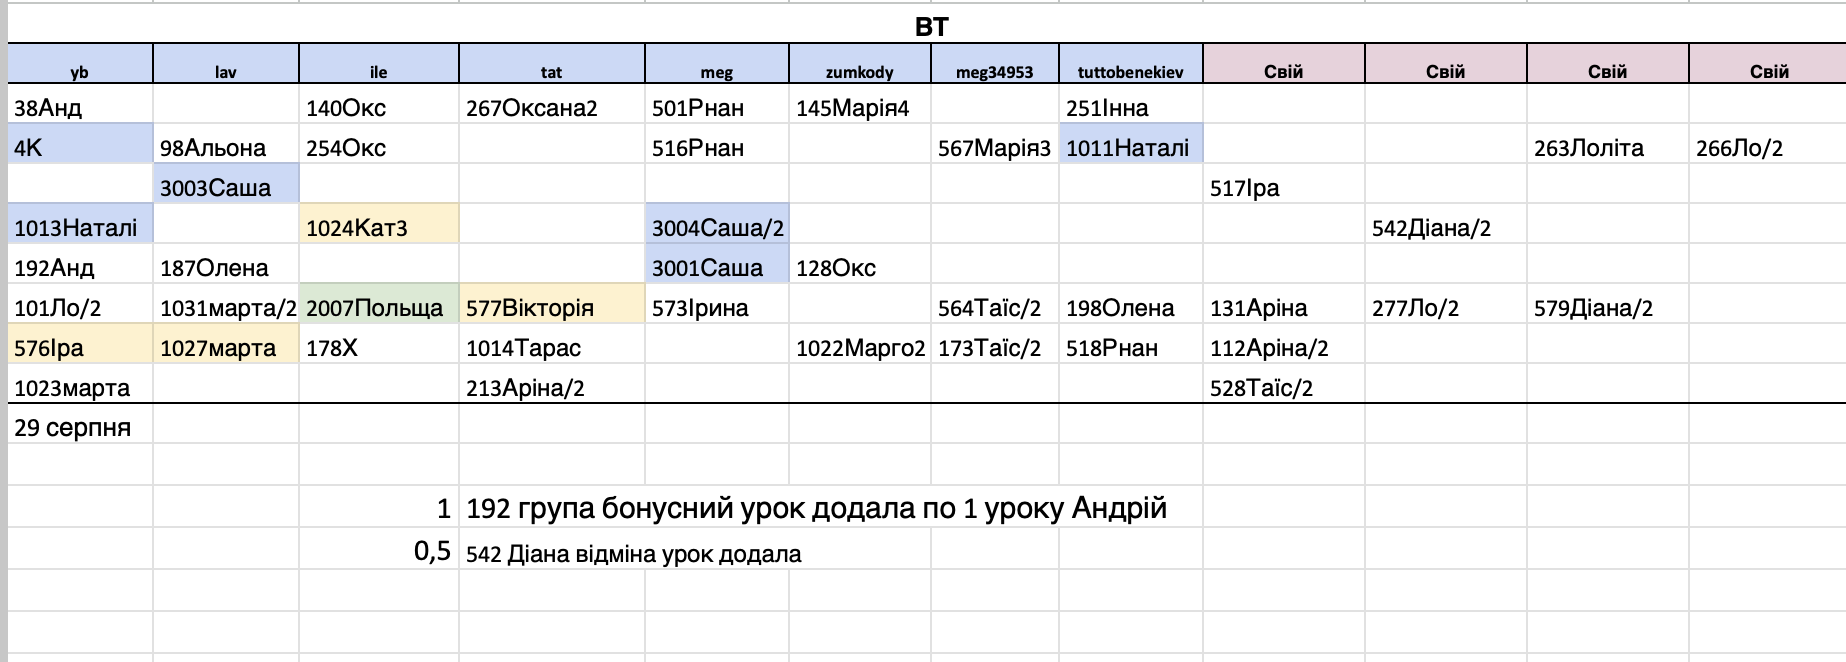 ВТ
yb lav ile tat meg zumkody meg34953 tuttobenekiev Свій Свій Свій Свій
38Анд 140Окс 267Оксана2 501Рнан 145Марія4 251Інна
4К 98Альона 254Окс 516Рнан 567Марія3 1011Наталі 263Лоліта 266Ло/2
3003Саша 517Іра
1013Наталі 1024Кат3 3004Саша/2 542Діана/2
192Анд 187Олена 3001Саша 128Окс
101Ло/2 1031марта/2 2007Польща 577Вікторія 573Ірина 564Таїс/2 198Олена 131Аріна 277Ло/2 579Діана/2
576Іра 1027марта 178Х 1014Тарас 1022Марго2 173Таїс/2 518Рнан 112Аріна/2
1023марта 213Аріна/2 528Таїс/2
29 серпня
1 192 група бонусний урок додала по 1 уроку Андрій
0,5 542 Діана відміна урок додала